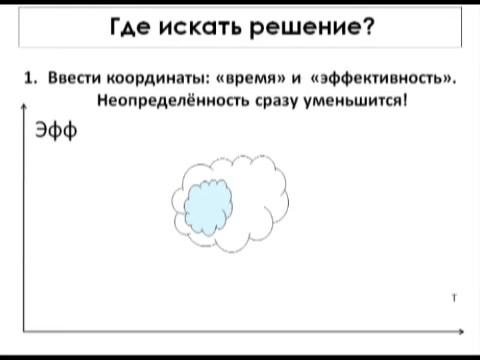 Где искать решение?
1. Ввести координаты: «время» и «эффективность».
Неопределённость сразу уменьшится!
Эфф
т